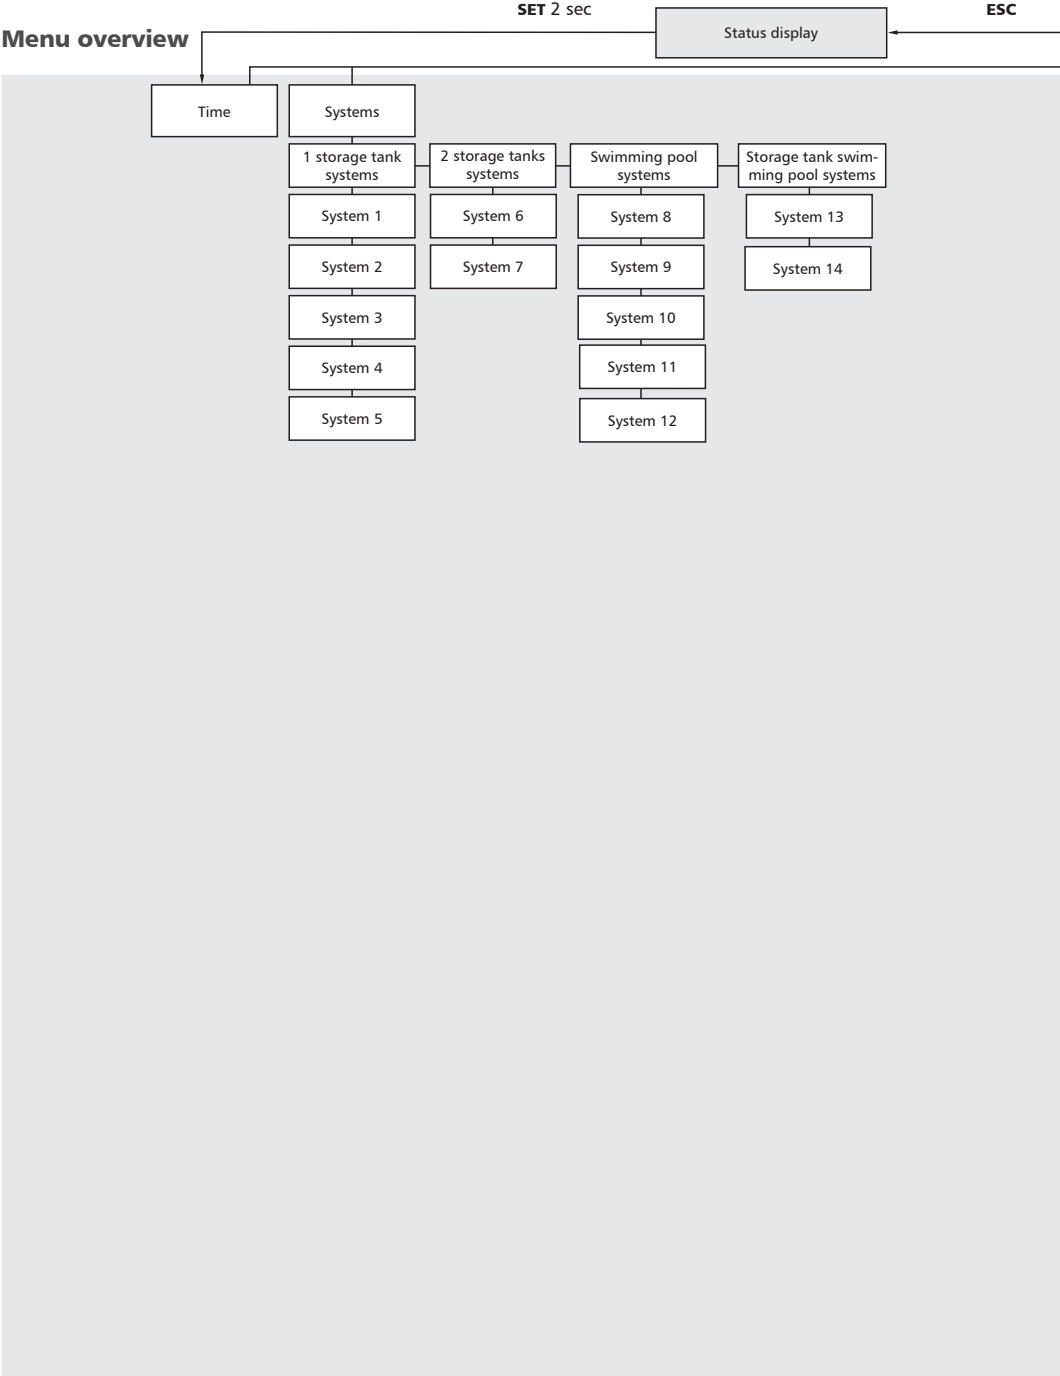 SET 2 sec
ESC
Menu overview
Status display
Time
Systems
1 storage tank
systems
2 storage tanks
systems
Swimming pool
systems
Storage tank swim-
ming pool systems
System 1
System 6
System 8
System 13
System 2
System 7
System 9
System 14
System 3
System 10
System 4
System 11
System 5
System 12